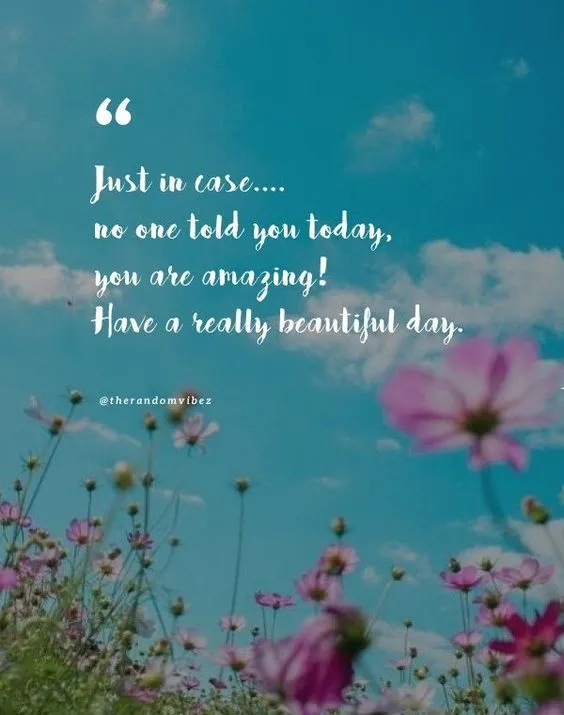 “
Just in case....
no one told you today,
you are amazing!
Have a really beautiful day.
@therandomvibez